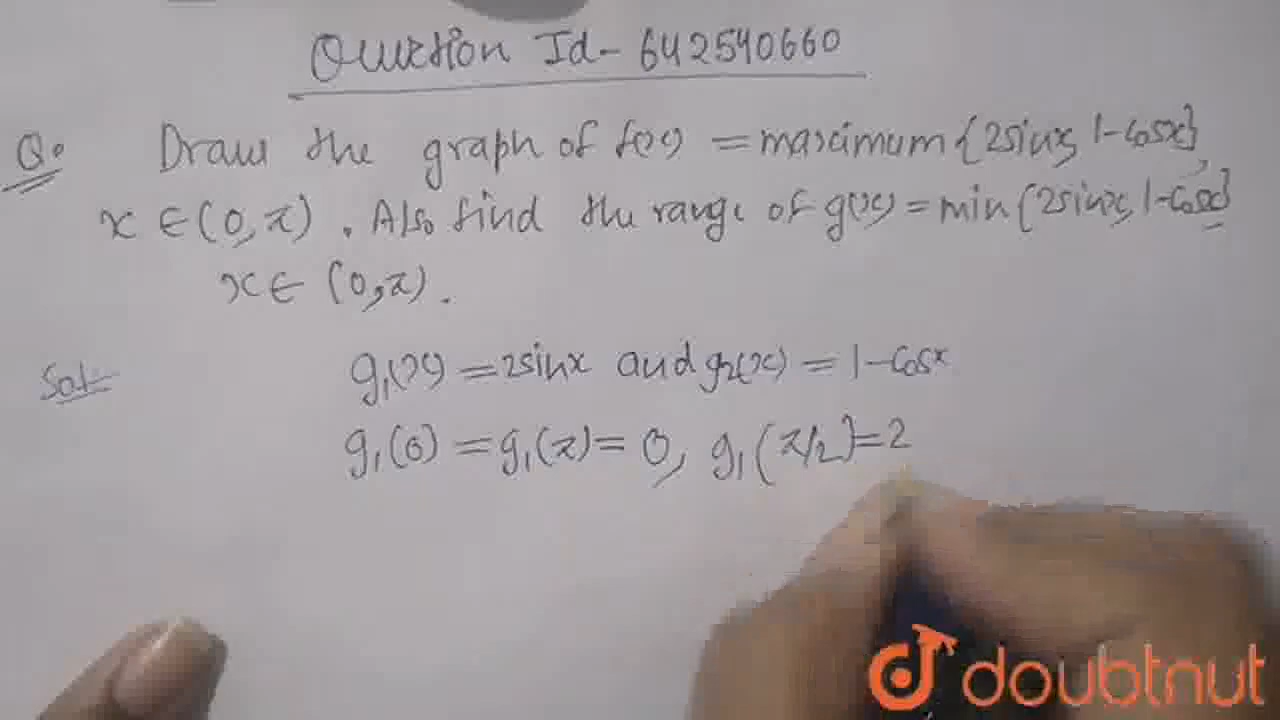 Question Id- 642540660
Q. Draw the graph of f(x) = maximum {2sinx, 1-cosx},
x ∈ (0, π). Also find the range of g(x) = min {2sinx, 1-cosx}
x ∈ (0, π).
Sol- g₁(x) = 2sinx and g₂(x) = 1-cosx
g₁(0) = g₁(π) = 0, g₁(π/2) = 2
doubtnut